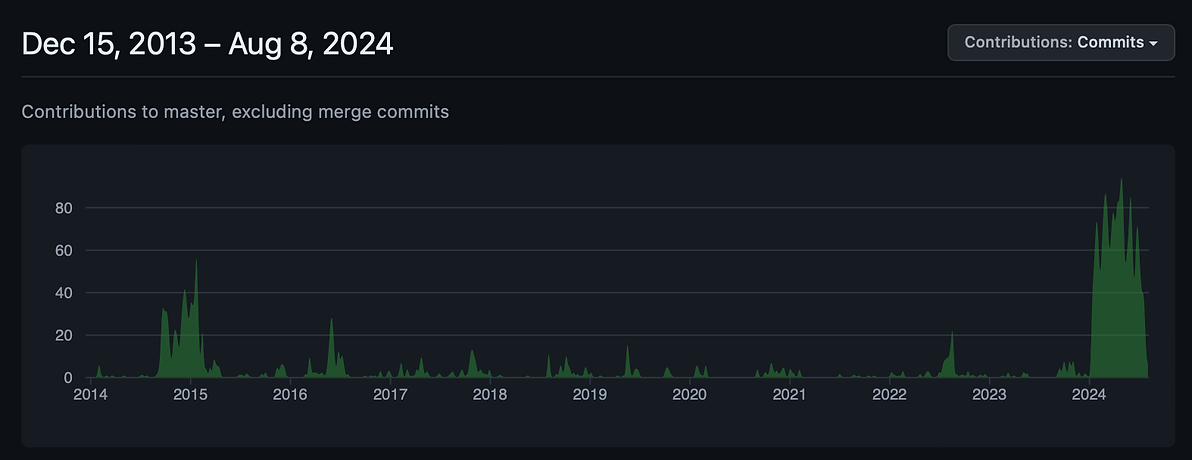 Dec 15, 2013 – Aug 8, 2024
Contributions: Commits
Contributions to master, excluding merge commits
80
60
40
20
0
2014 2015 2016 2017 2018 2019 2020 2021 2022 2023 2024